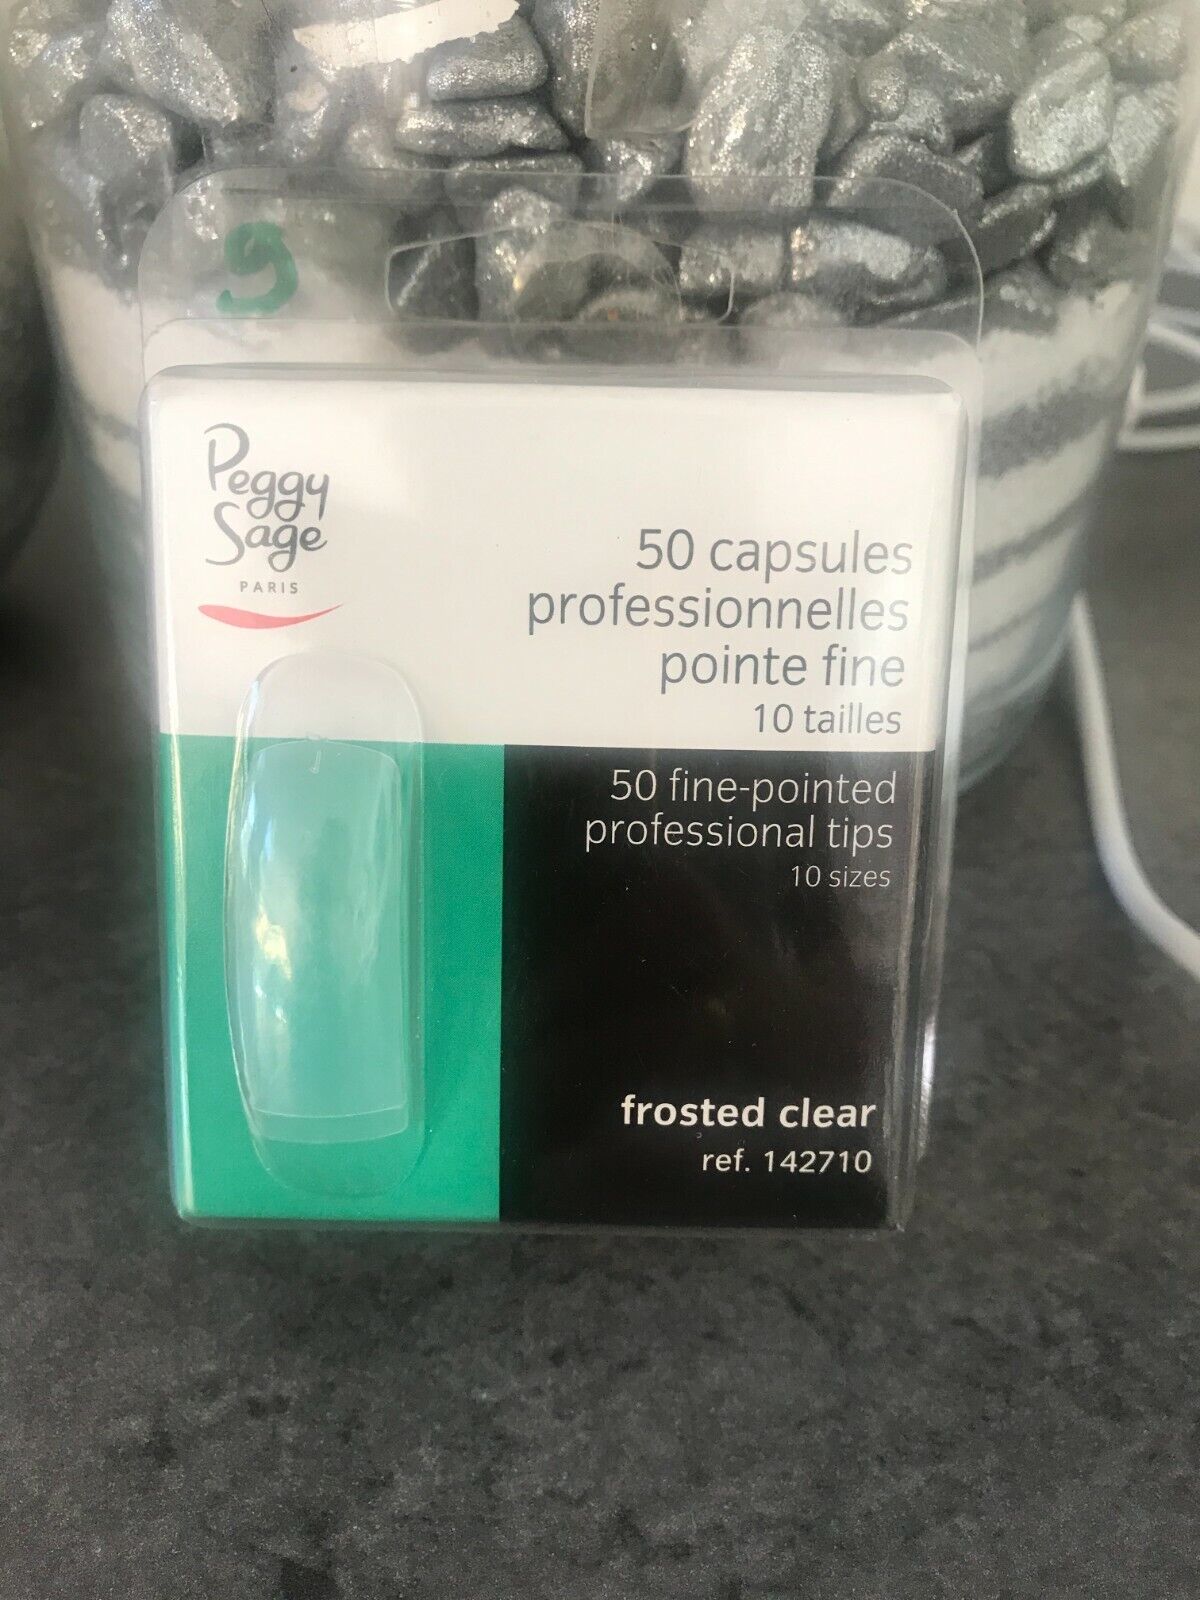 9
Peggy
Sage
PARIS
50 capsules
professionnelles
pointe fine
10 tailles
50 fine-pointed
professional tips
10 sizes
frosted clear
ref. 142710